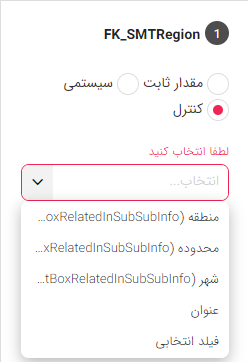 FK_SMTRegion 1
مقدار ثابت سیستمی
کنترل
لطفا انتخاب کنید
انتخاب...
منطقه (oxRelatedInSubSubInfo...
محدوده (xRelatedInSubSubInfo...
شهر (tBoxRelatedInSubSubInfo...
عنوان
فیلد انتخابی